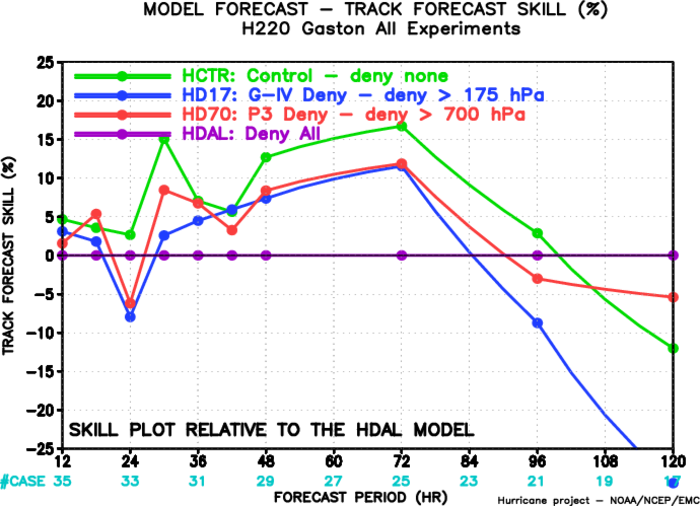 MODEL FORECAST – TRACK FORECAST SKILL (%)
H220 Gaston All Experiments
TRACK FORECAST SKILL (%)
25
20
15
10
5
0
−5
−10
−15
−20
−25
HCTR: Control – deny none
HD17: G–IV Deny – deny > 175 hPa
HD70: P3 Deny – deny > 700 hPa
HDAL: Deny All
SKILL PLOT RELATIVE TO THE HDAL MODEL
12 24 36 48 60 72 84 96 108 120
#CASE 35 33 31 29 27 25 23 21 19 17
FORECAST PERIOD (HR)
Hurricane project – NOAA/NCEP/EMC